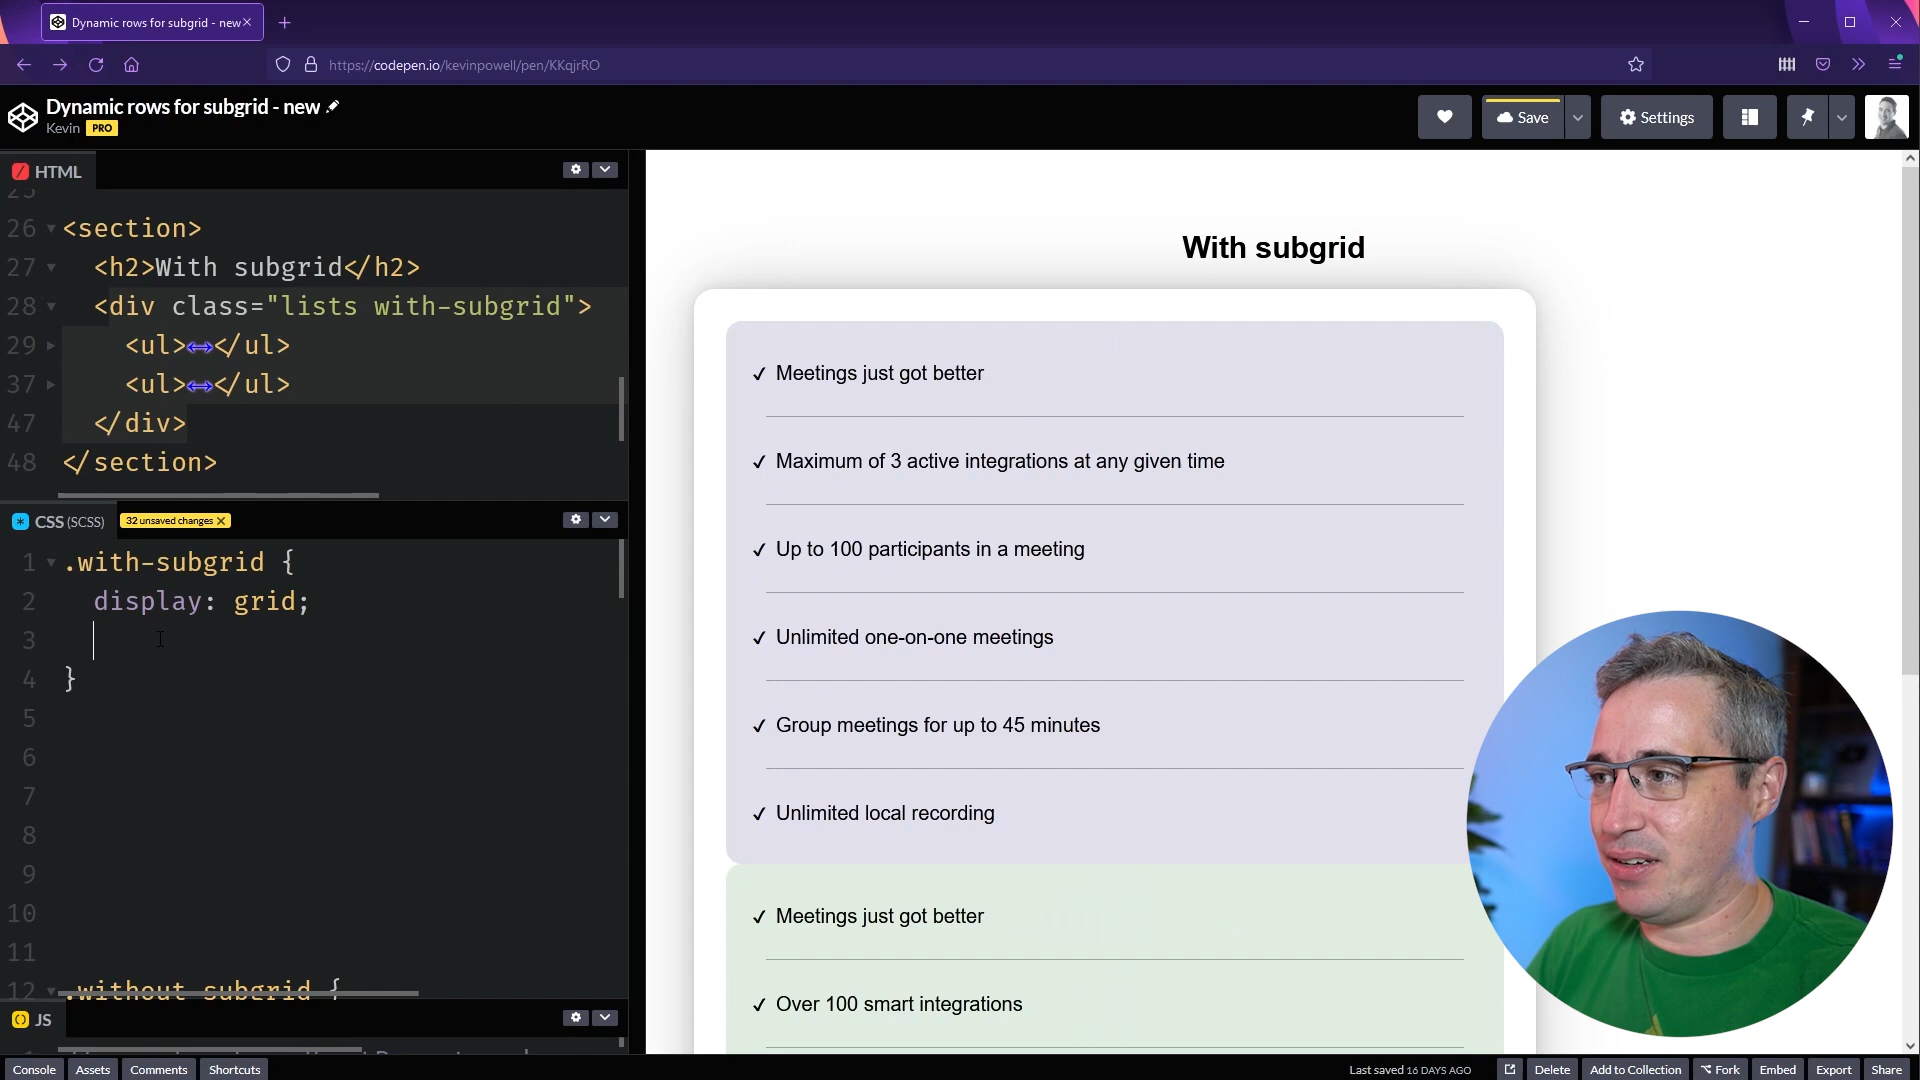 Dynamic rows for subgrid - new
https://codepen.io/kevinpowell/pen/KKqjrRO
Dynamic rows for subgrid - new
Kevin PRO
Save
Settings
HTML
25
26 <section>
27 <h2>With subgrid</h2>
28 <div class="lists with-subgrid">
29 <ul>↔</ul>
37 <ul>↔</ul>
47 </div>
48 </section>
CSS (SCSS) 32 unsaved changes X
1 .with-subgrid {
2 display: grid;
3
4 }
5
6
7
8
9
10
11
12 .without subgrid {
JS
With subgrid
✓ Meetings just got better
✓ Maximum of 3 active integrations at any given time
✓ Up to 100 participants in a meeting
✓ Unlimited one-on-one meetings
✓ Group meetings for up to 45 minutes
✓ Unlimited local recording
✓ Meetings just got better
✓ Over 100 smart integrations
Console Assets Comments Shortcuts
Last saved 16 DAYS AGO Delete Add to Collection Fork Embed Export Share